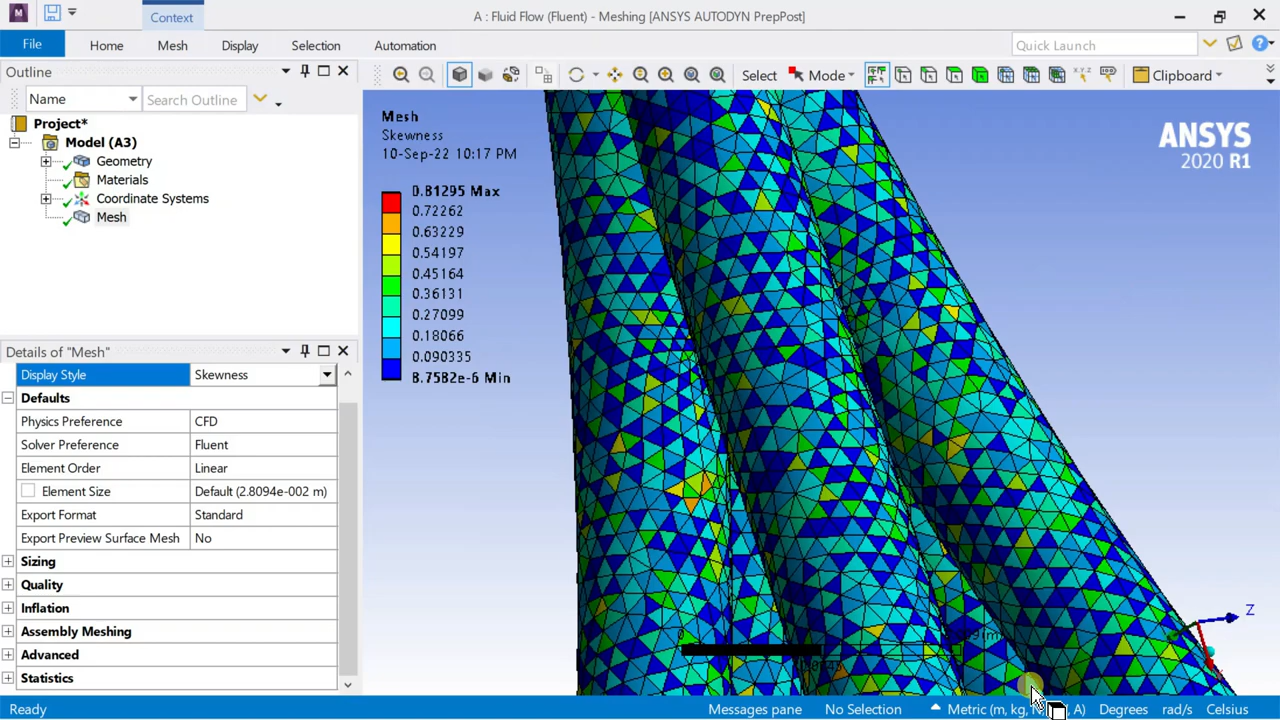 A : Fluid Flow (Fluent) - Meshing [ANSYS AUTODYN PrepPost]
Context
File
Home
Mesh
Display
Selection
Automation
Quick Launch
Outline
Select
Mode
Clipboard
Name
Search Outline
Project*
Model (A3)
Geometry
Materials
Coordinate Systems
Mesh
Mesh
Skewness
10-Sep-22 10:17 PM
0.81295 Max
0.72262
0.63229
0.54197
0.45164
0.36131
0.27099
0.18066
0.090335
8.7582e-6 Min
ANSYS
2020 R1
Details of "Mesh"
Display Style Skewness
Defaults
Physics Preference CFD
Solver Preference Fluent
Element Order Linear
Element Size Default (2.8094e-002 m)
Export Format Standard
Export Preview Surface Mesh No
Sizing
Quality
Inflation
Assembly Meshing
Advanced
Statistics
0
Z
Ready
Messages pane
No Selection
Metric (m, kg, A)
Degrees
rad/s
Celsius